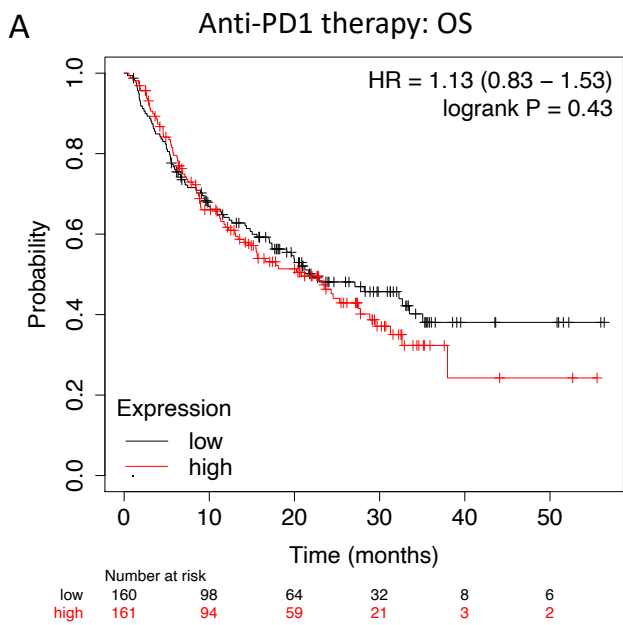 A
Anti-PD1 therapy: OS
HR = 1.13 (0.83 − 1.53)
logrank P = 0.43
Probability
1.0
0.8
0.6
0.4
0.2
0.0
Expression
low
high
0 10 20 30 40 50
Time (months)
Number at risk
low 160 98 64 32 8 6
high 161 94 59 21 3 2